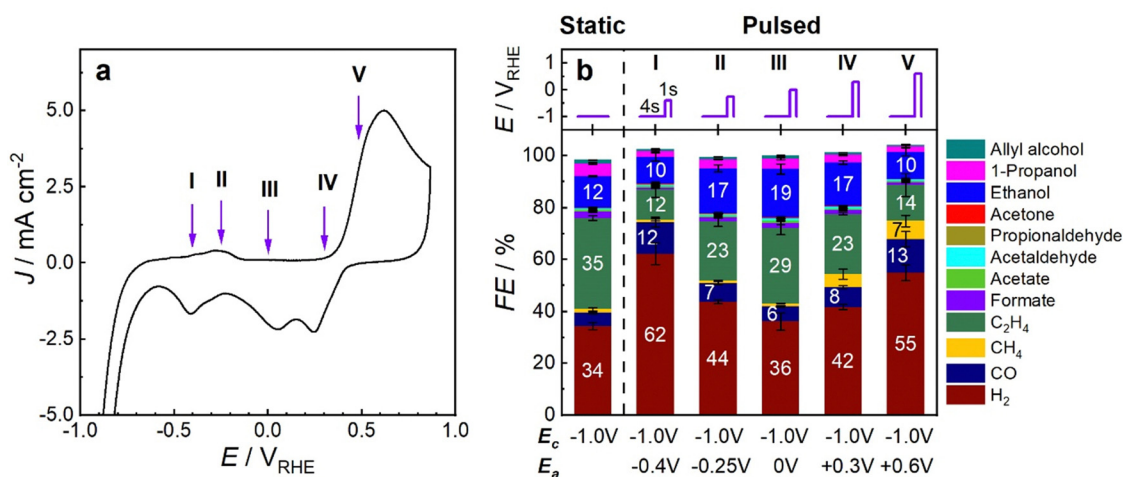 Static
Pulsed
a
I
II
III
IV
V
5.0
2.5
0.0
-2.5
-5.0
J / mA cm⁻²
-1.0
-0.5
0.0
0.5
1.0
E / V_RHE
b
E / V_RHE
1
0
-1
I
II
III
IV
V
4s
1s
FE / %
100
80
60
40
20
0
12
35
34
10
12
12
62
17
23
7
44
19
29
6
36
17
23
8
42
10
14
7
13
55
E_c -1.0V -1.0V -1.0V -1.0V -1.0V -1.0V
E_a -0.4V -0.25V 0V +0.3V +0.6V
Allyl alcohol
1-Propanol
Ethanol
Acetone
Propionaldehyde
Acetaldehyde
Acetate
Formate
C₂H₄
CH₄
CO
H₂